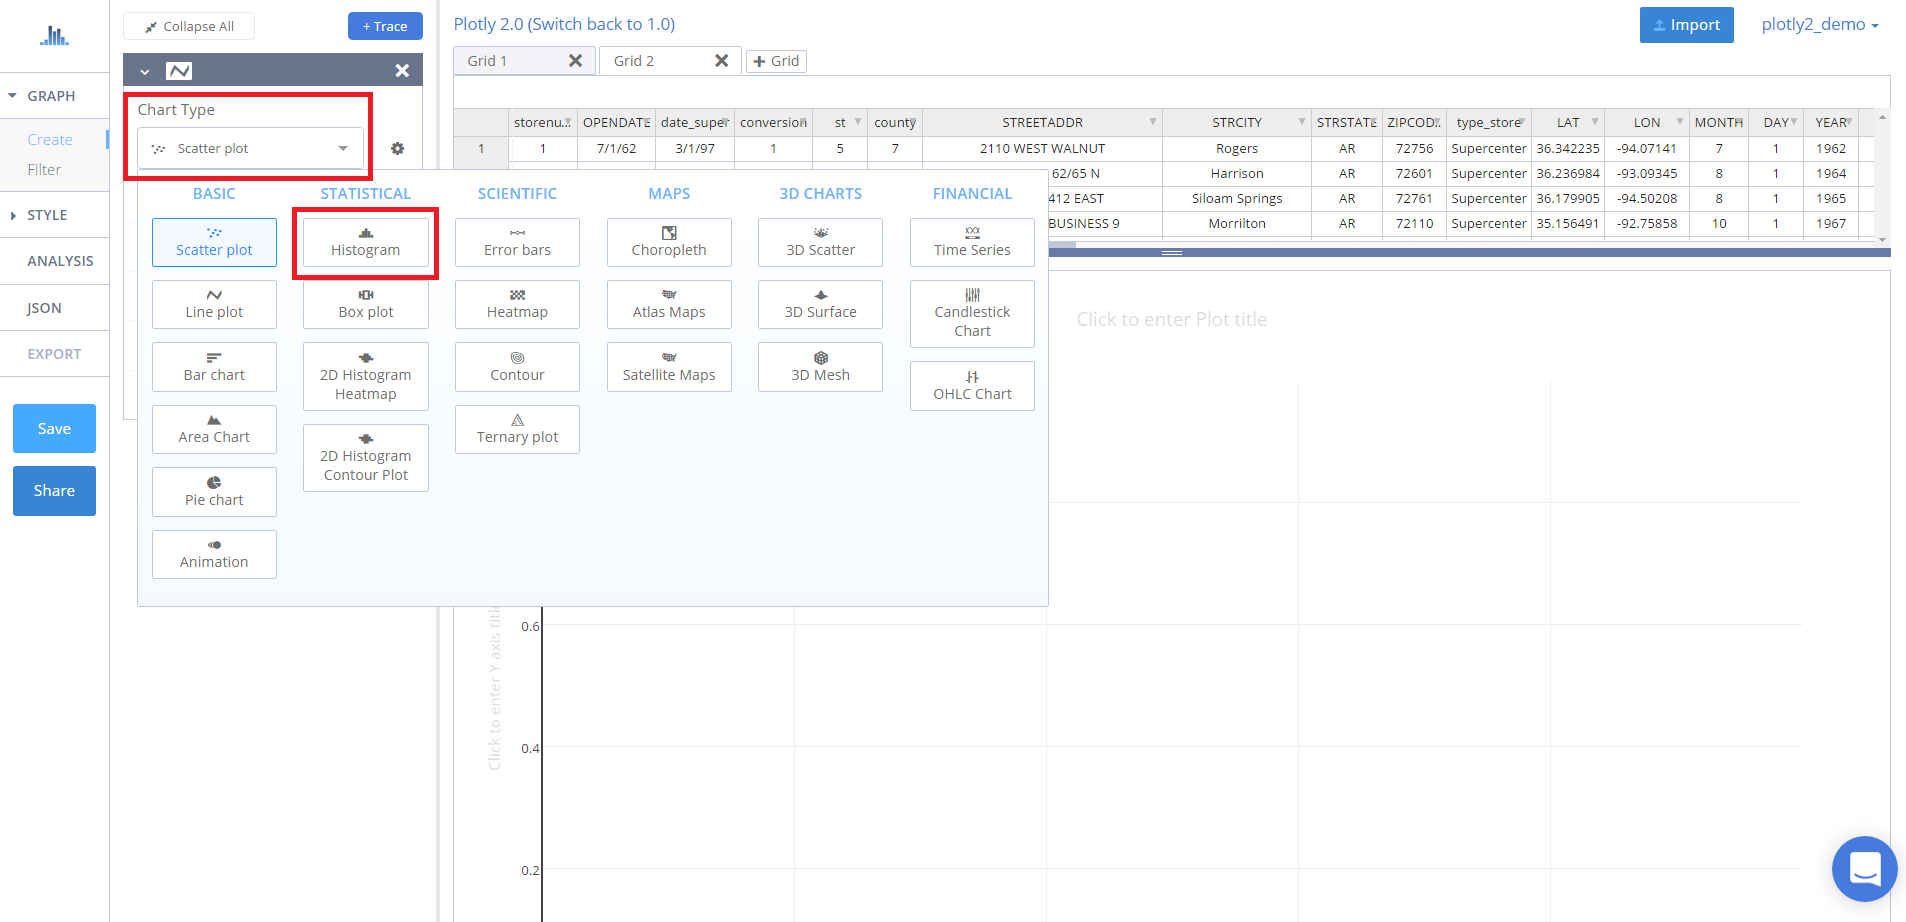 Collapse All
+ Trace
Plotly 2.0 (Switch back to 1.0)
Import
plotly2_demo
Grid 1
Grid 2
+ Grid
GRAPH
Create
Filter
STYLE
ANALYSIS
JSON
EXPORT
Save
Share
Chart Type
Scatter plot
storenu... OPENDATE date_super conversion st county STREETADDR STRCITY STRSTATE ZIPCOD... type_store LAT LON MONTH DAY YEAR
1 1 7/1/62 3/1/97 1 5 7 2110 WEST WALNUT Rogers AR 72756 Supercenter 36.342235 -94.07141 7 1 1962
62/65 N Harrison AR 72601 Supercenter 36.236984 -93.09345 8 1 1964
412 EAST Siloam Springs AR 72761 Supercenter 36.179905 -94.50208 8 1 1965
BUSINESS 9 Morrilton AR 72110 Supercenter 35.156491 -92.75858 10 1 1967
BASIC
Scatter plot
Line plot
Bar chart
Area Chart
Pie chart
Animation
STATISTICAL
Histogram
Box plot
2D Histogram
Heatmap
2D Histogram
Contour Plot
SCIENTIFIC
Error bars
Heatmap
Contour
Ternary plot
MAPS
Choropleth
Atlas Maps
Satellite Maps
3D CHARTS
3D Scatter
3D Surface
3D Mesh
FINANCIAL
Time Series
Candlestick
Chart
OHLC Chart
Click to enter Plot title
Click to enter Y axis title
0.6
0.4
0.2